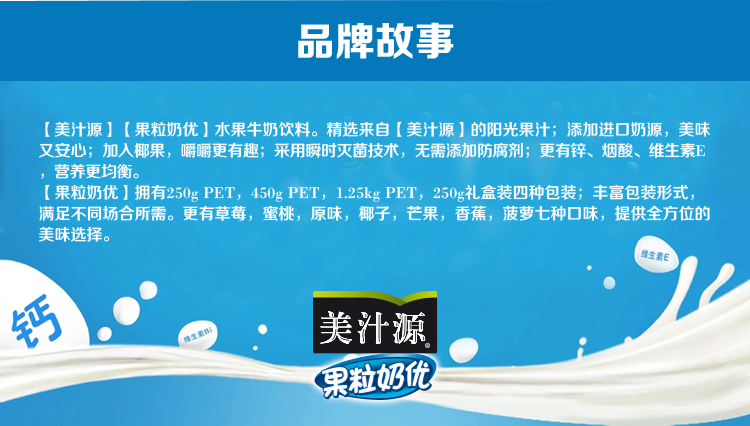 品牌故事
【美汁源】【果粒奶优】水果牛奶饮料。精选来自【美汁源】的阳光果汁；添加进口奶源，美味
又安心；加入椰果，嚼嚼更有趣；采用瞬时灭菌技术，无需添加防腐剂；更有锌、烟酸、维生素E
，营养更均衡。
【果粒奶优】拥有250g PET，450g PET，1.25kg PET，250g礼盒装四种包装；丰富包装形式，
满足不同场合所需。更有草莓，蜜桃，原味，椰子，芒果，香蕉，菠萝七种口味，提供全方位的
美味选择。
维生素E
钙
维生素B6
美汁源®
果粒奶优